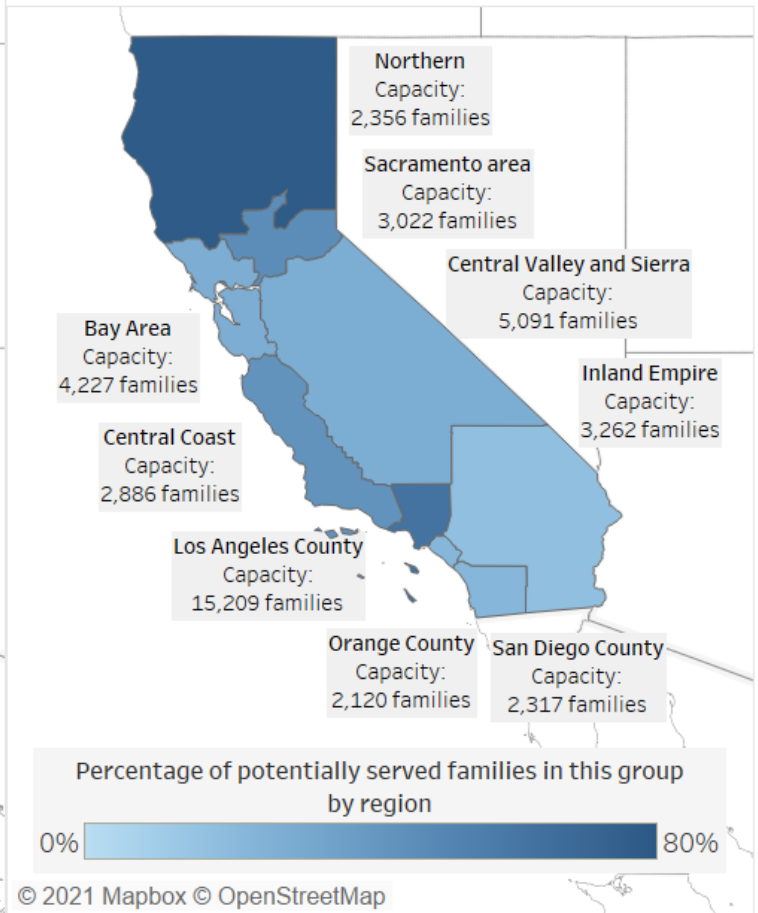 Northern
Capacity:
2,356 families
Sacramento area
Capacity:
3,022 families
Central Valley and Sierra
Capacity:
5,091 families
Bay Area
Capacity:
4,227 families
Inland Empire
Capacity:
3,262 families
Central Coast
Capacity:
2,886 families
Los Angeles County
Capacity:
15,209 families
Orange County
Capacity:
2,120 families
San Diego County
Capacity:
2,317 families
Percentage of potentially served families in this group
by region
0%
80%
© 2021 Mapbox © OpenStreetMap